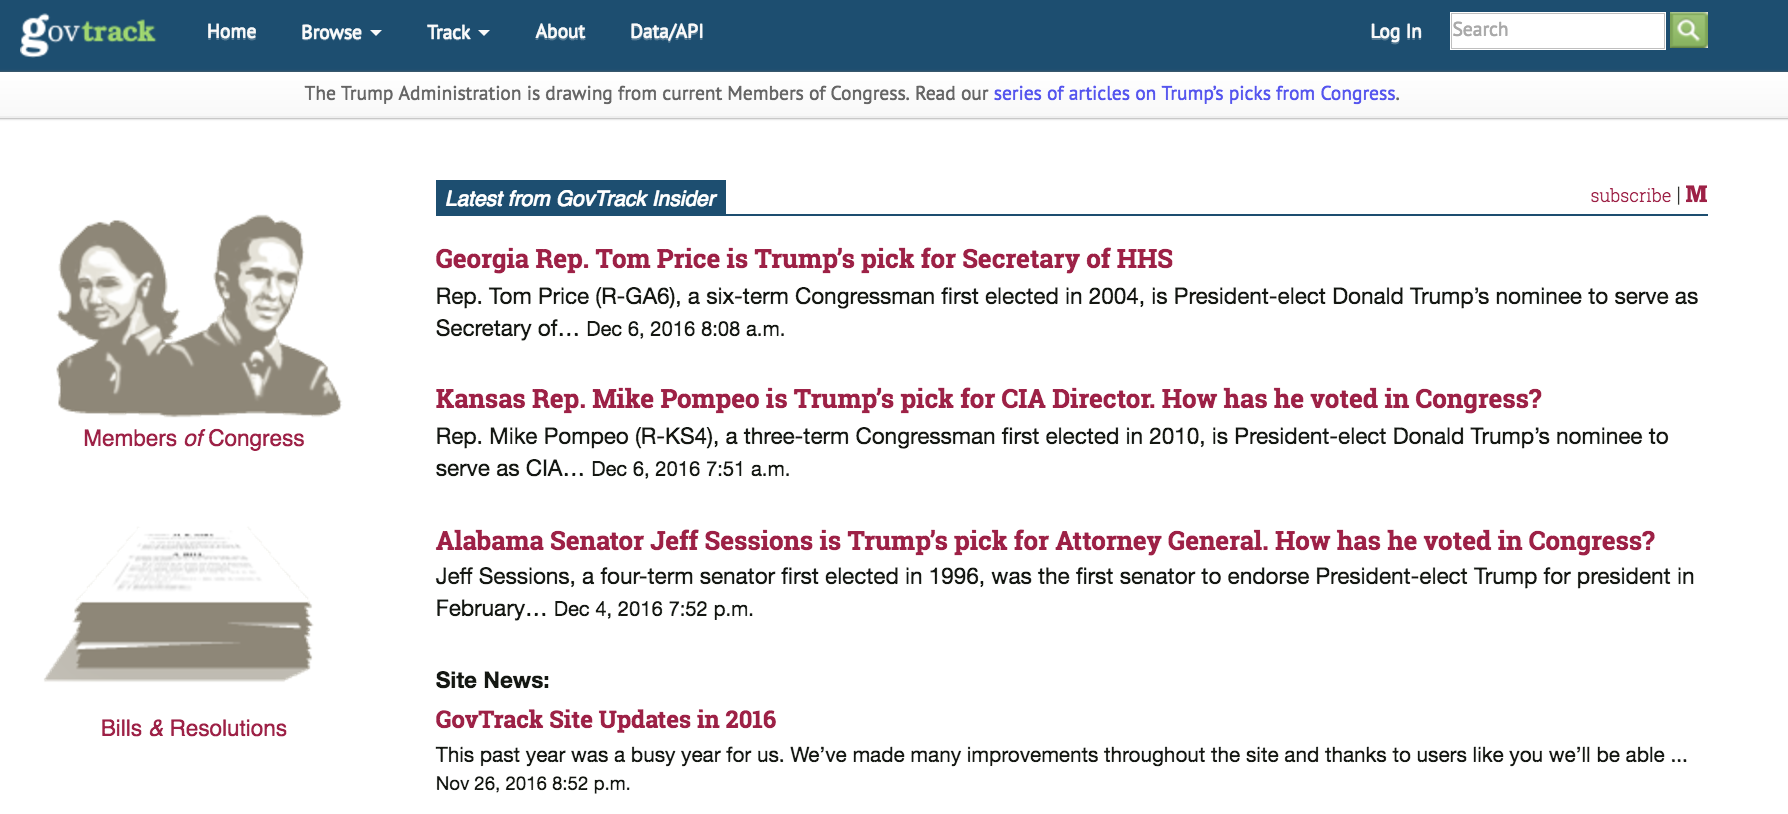 govtrack
Home Browse Track About Data/API Log In Search
The Trump Administration is drawing from current Members of Congress. Read our series of articles on Trump's picks from Congress.
Latest from GovTrack Insider
subscribe | M
Georgia Rep. Tom Price is Trump’s pick for Secretary of HHS
Rep. Tom Price (R-GA6), a six-term Congressman first elected in 2004, is President-elect Donald Trump’s nominee to serve as
Secretary of… Dec 6, 2016 8:08 a.m.
Kansas Rep. Mike Pompeo is Trump’s pick for CIA Director. How has he voted in Congress?
Rep. Mike Pompeo (R-KS4), a three-term Congressman first elected in 2010, is President-elect Donald Trump’s nominee to
serve as CIA… Dec 6, 2016 7:51 a.m.
Members of Congress
Alabama Senator Jeff Sessions is Trump’s pick for Attorney General. How has he voted in Congress?
Jeff Sessions, a four-term senator first elected in 1996, was the first senator to endorse President-elect Trump for president in
February… Dec 4, 2016 7:52 p.m.
A BILL
Bills & Resolutions
Site News:
GovTrack Site Updates in 2016
This past year was a busy year for us. We’ve made many improvements throughout the site and thanks to users like you we’ll be able ...
Nov 26, 2016 8:52 p.m.